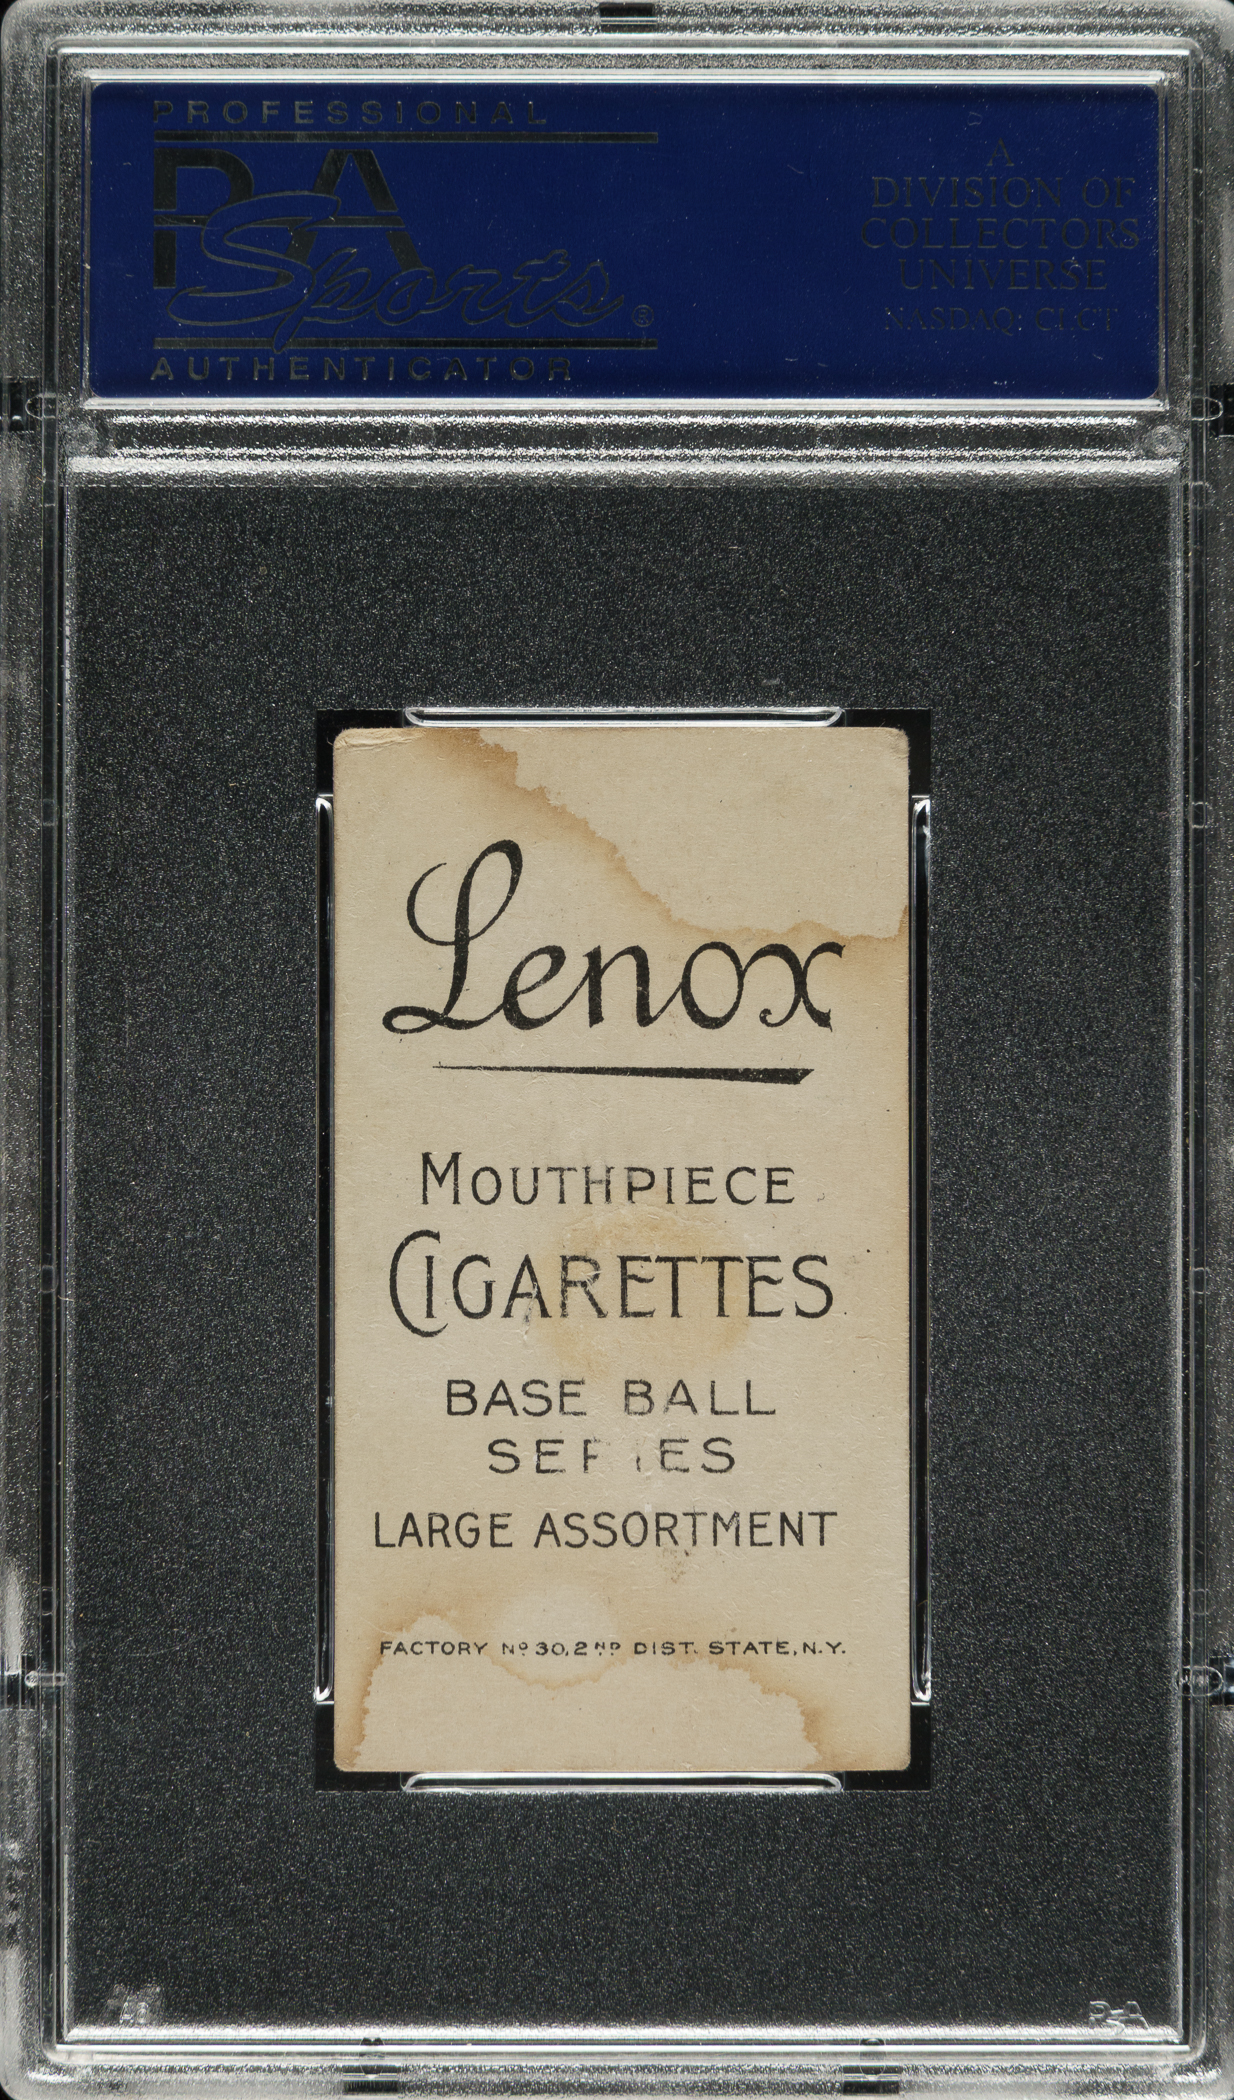 PROFESSIONAL
PSA
Sports®
AUTHENTICATOR
A
DIVISION OF
COLLECTORS
UNIVERSE
NASDAQ: CLCT
Lenox
MOUTHPIECE
CIGARETTES
BASE BALL
SERIES
LARGE ASSORTMENT
FACTORY Nº 30, 2ND DIST. STATE, N.Y.
PSA